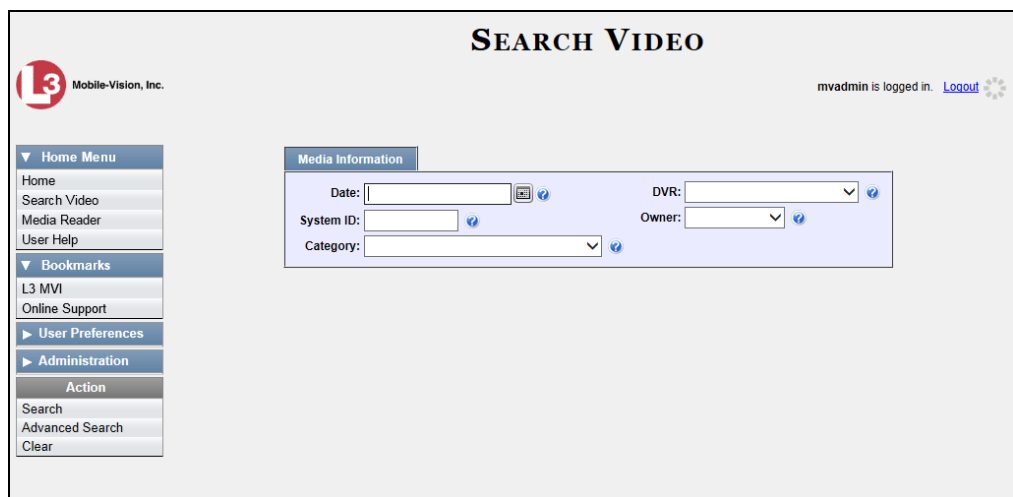 SEARCH VIDEO
L3 Mobile-Vision, Inc.
mvadmin is logged in. Logout
▼ Home Menu
Home
Search Video
Media Reader
User Help
▼ Bookmarks
L3 MVI
Online Support
▶ User Preferences
▶ Administration
Action
Search
Advanced Search
Clear
Media Information
Date: ? DVR: ?
System ID: ? Owner: ?
Category: ?